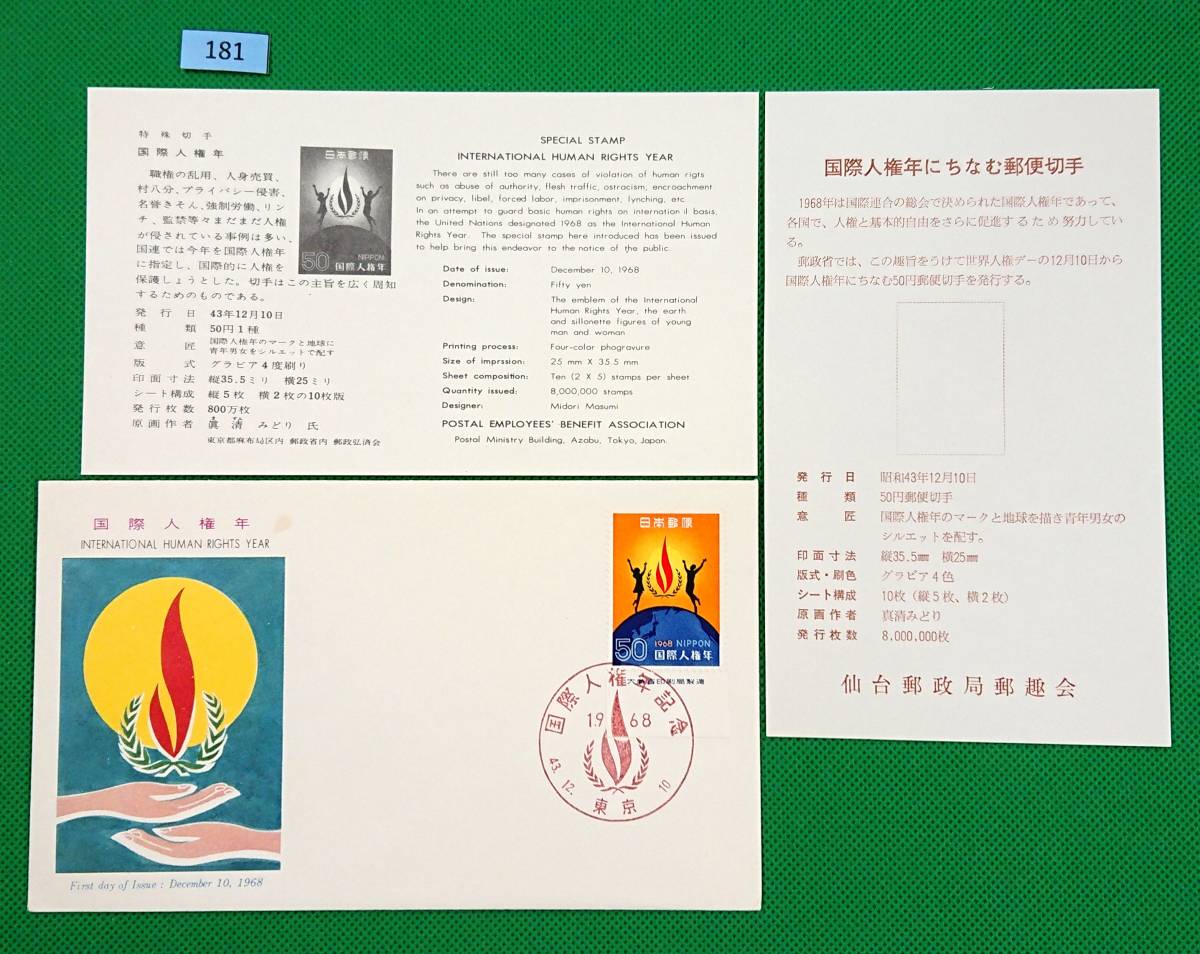 181
特殊切手
国際人権年
職権の乱用、人身売買、
村八分、プライバシー侵害、
名誉きそん、強制労働、リン
チ、監禁等々まだまだ人権
が侵されている事例は多い、
国連では今年を国際人権年
に指定し、国際的に人権を
保護しようとした。切手はこの主旨を広く周知
するためのものである。
発行日 43年12月10日
種類 50円1種
意匠 国際人権年のマークと地球に
青年男女をシルエットで配す
版式 グラビア4度刷り
印面寸法 縦35.5ミリ 横25ミリ
シート構成 縦5枚 横2枚の10枚版
発行枚数 800万枚
原画作者 眞清 みどり 氏
東京都麻布局区内 郵政省内 郵政弘済会
日本郵便
50 NIPPON
国際人権年
SPECIAL STAMP
INTERNATIONAL HUMAN RIGHTS YEAR
There are still too many cases of violation of human rigts
such as abuse of authority, flesh traffic, ostracism, encroachment
on privacy, libel, forced labor, imprisonment, lynching, etc.
In an attempt to guard basic human rights on internation il basis,
the United Nations designated 1968 as the International Human
Rights Year. The special stamp here introduced has been issued
to help bring this endeavor to the notice of the public.
Date of issue: December 10, 1968
Denomination: Fifty yen
Design: The emblem of the International
Human Rights Year, the earth
and sillonette figures of young
man and woman
Printing process: Four-color phogravure
Size of imprssion: 25 mm X 35.5 mm
Sheet composition: Ten (2 X 5) stamps per sheet
Quantity issued: 8,000,000 stamps
Designer: Midori Masumi
POSTAL EMPLOYEES' BENEFIT ASSOCIATION
Postal Ministry Building, Azabu, Tokyo, Japan.
国際人権年にちなむ郵便切手
1968年は国際連合の総会で決められた国際人権年であって、
各国で、人権と基本的自由をさらに促進するため努力してい
る。
郵政省では、この趣旨をうけて世界人権デーの12月10日から
国際人権年にちなむ50円郵便切手を発行する。
発行日 昭和43年12月10日
種類 50円郵便切手
意匠 国際人権年のマークと地球を描き青年男女の
シルエットを配す。
印面寸法 縦35.5㎜ 横25㎜
版式・刷色 グラビア4色
シート構成 10枚(縦5枚、横2枚)
原画作者 真清みどり
発行枚数 8,000,000枚
仙台郵政局郵趣会
国際人権年
INTERNATIONAL HUMAN RIGHTS YEAR
First day of Issue : December 10, 1968
日本郵便
50 1968 NIPPON
国際人権年
大蔵省印刷局製造
国際人権年記念
19 68
43. 12. 10
東京